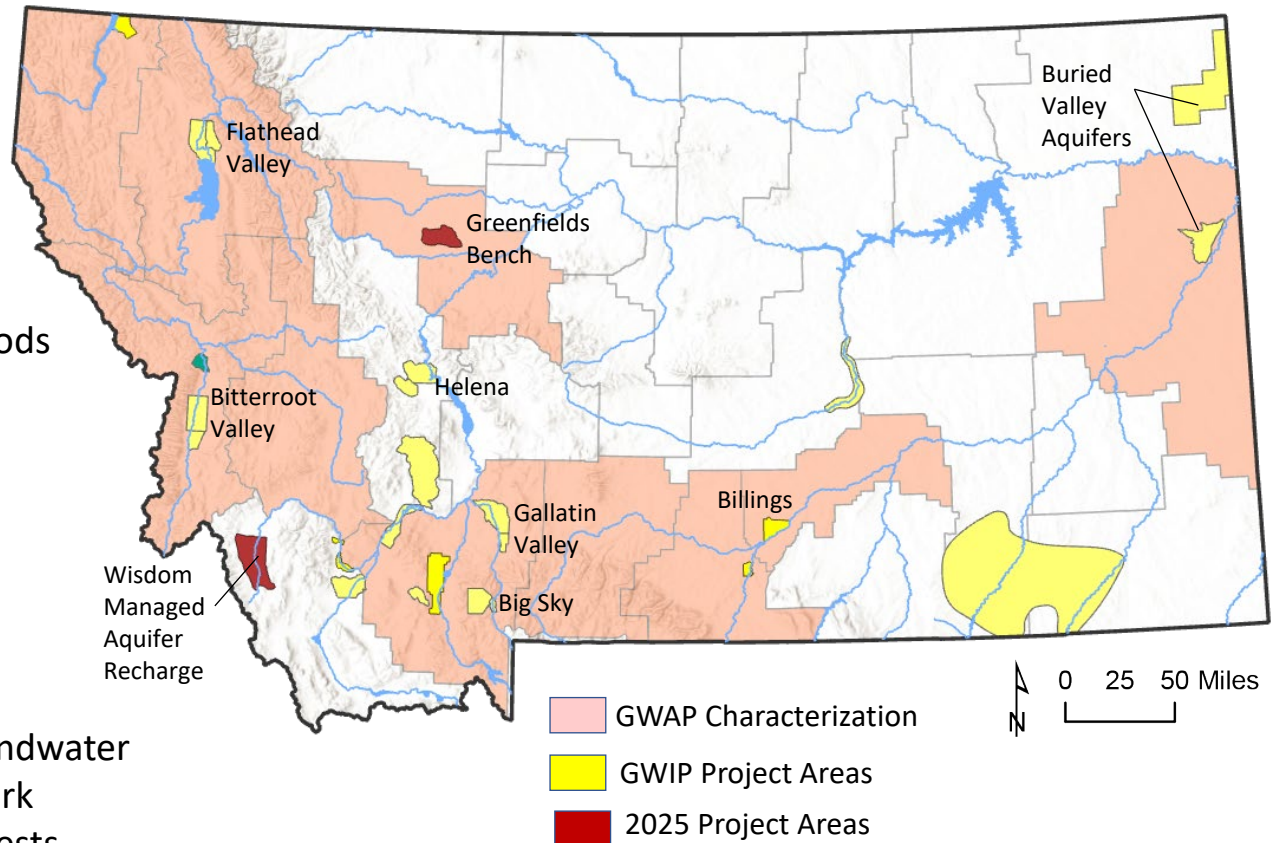 Buried
Valley
Aquifers
Flathead
Valley
Greenfields
Bench
ods
Helena
Bitterroot
Valley
Billings
Gallatin
Valley
Wisdom
Managed
Aquifer
Recharge
Big Sky
0 25 50 Miles
N
GWAP Characterization
ndwater
GWIP Project Areas
rk
2025 Project Areas